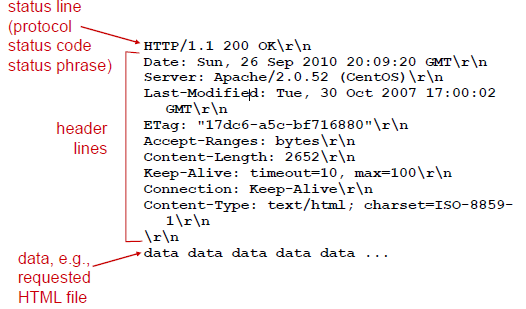 status line
(protocol
status code
status phrase)
HTTP/1.1 200 OK\r\n
Date: Sun, 26 Sep 2010 20:09:20 GMT\r\n
Server: Apache/2.0.52 (CentOS)\r\n
Last-Modified: Tue, 30 Oct 2007 17:00:02
GMT\r\n
ETag: "17dc6-a5c-bf716880"\r\n
Accept-Ranges: bytes\r\n
Content-Length: 2652\r\n
Keep-Alive: timeout=10, max=100\r\n
Connection: Keep-Alive\r\n
Content-Type: text/html; charset=ISO-8859-
1\r\n
\r\n
header
lines
data data data data data ...
data, e.g.,
requested
HTML file